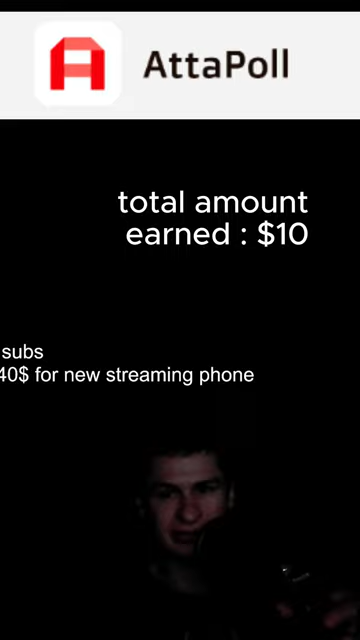 AttaPoll
total amount
earned : $10
subs
40$ for new streaming phone